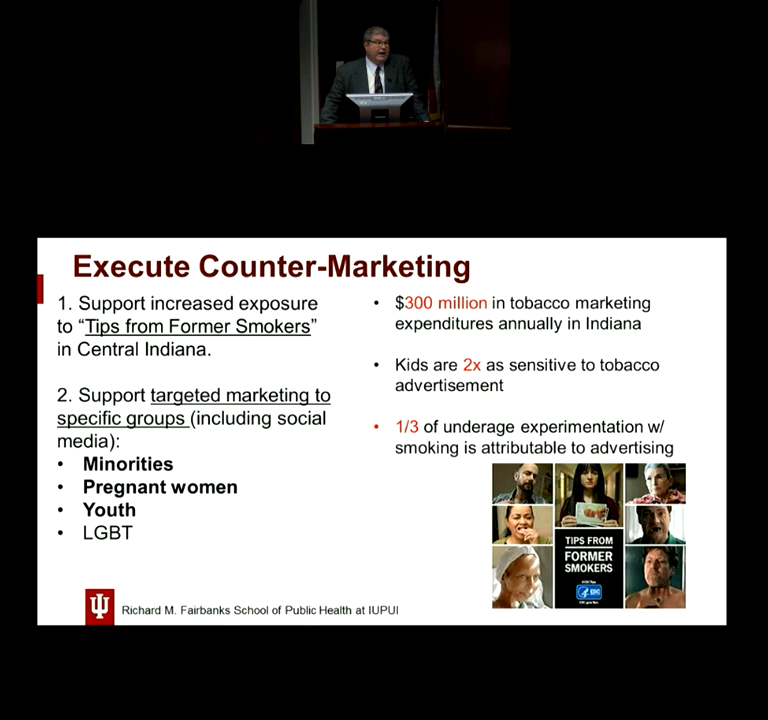 Execute Counter-Marketing
1. Support increased exposure
to “Tips from Former Smokers”
in Central Indiana.
2. Support targeted marketing to
specific groups (including social
media):
• Minorities
• Pregnant women
• Youth
• LGBT
• $300 million in tobacco marketing
expenditures annually in Indiana
• Kids are 2x as sensitive to tobacco
advertisement
• 1/3 of underage experimentation w/
smoking is attributable to advertising
TIPS FROM
FORMER
SMOKERS
CDC
Richard M. Fairbanks School of Public Health at IUPUI